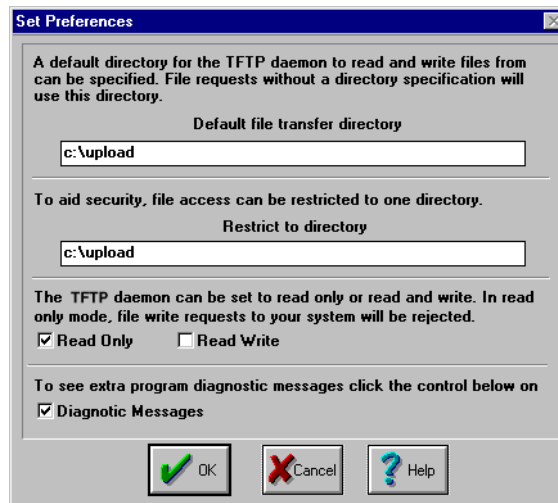 Set Preferences
A default directory for the TFTP daemon to read and write files from
can be specified. File requests without a directory specification will
use this directory.
Default file transfer directory
c:\upload
To aid security, file access can be restricted to one directory.
Restrict to directory
c:\upload
The TFTP daemon can be set to read only or read and write. In read
only mode, file write requests to your system will be rejected.
Read Only Read Write
To see extra program diagnostic messages click the control below on
Diagnotic Messages
OK Cancel Help